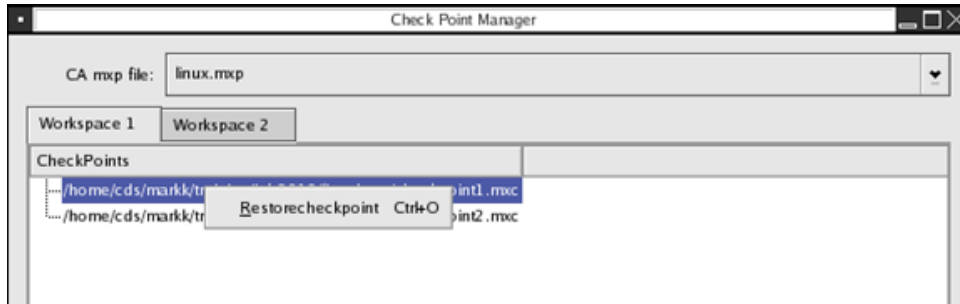 Check Point Manager
CA mxp file: linux.mxp
Workspace 1 Workspace 2
CheckPoints
/home/cds/markk/tr int1.mxc
Restorecheckpoint Ctrl+O
/home/cds/markk/tr oint2.mxc